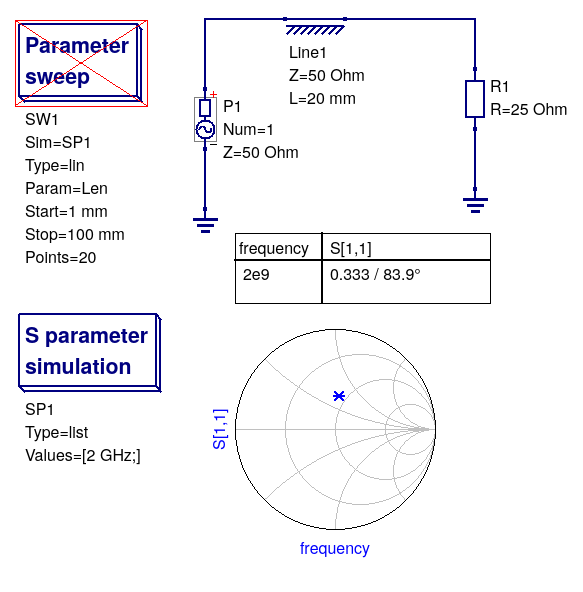 Parameter
sweep
SW1
Sim=SP1
Type=lin
Param=Len
Start=1 mm
Stop=100 mm
Points=20
Line1
Z=50 Ohm
L=20 mm
P1
Num=1
Z=50 Ohm
R1
R=25 Ohm
frequency S[1,1]
2e9 0.333 / 83.9°
S parameter
simulation
SP1
Type=list
Values=[2 GHz;]
S[1,1]
frequency